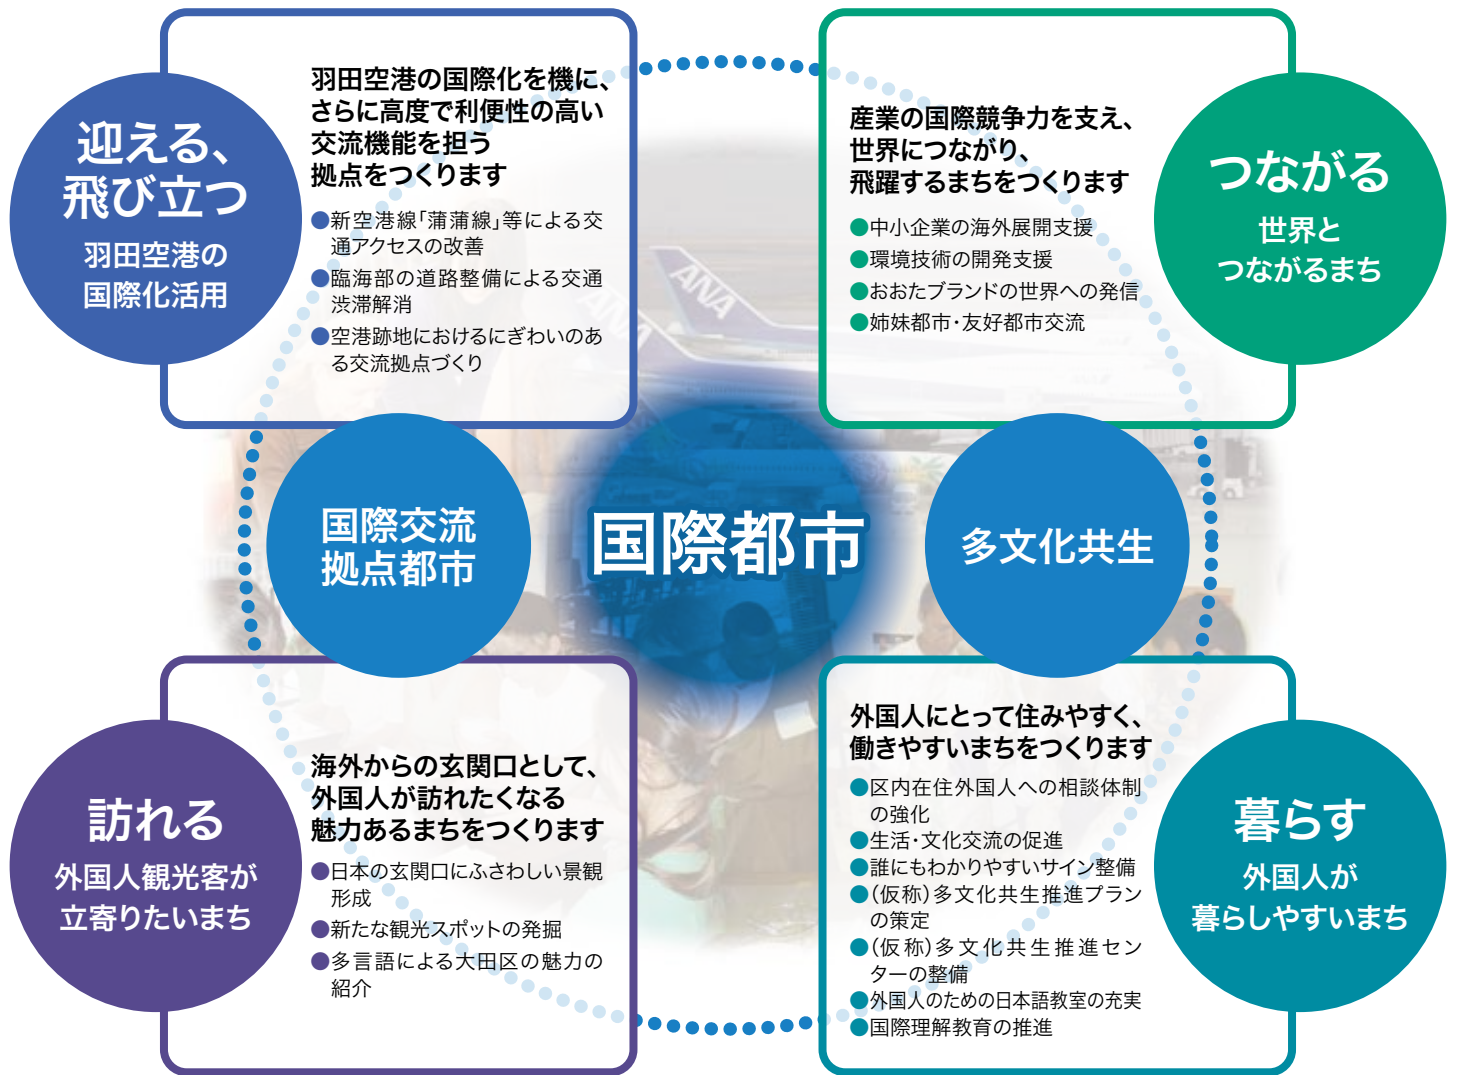 迎える、
飛び立つ
羽田空港の
国際化活用
羽田空港の国際化を機に、
さらに高度で利便性の高い
交流機能を担う
拠点をつくります
●新空港線「蒲蒲線」等による交
通アクセスの改善
●臨海部の道路整備による交通
渋滞解消
●空港跡地におけるにぎわいのあ
る交流拠点づくり
産業の国際競争力を支え、
世界につながり、
飛躍するまちをつくります
●中小企業の海外展開支援
●環境技術の開発支援
●おおたブランドの世界への発信
●姉妹都市・友好都市交流
つながる
世界と
つながるまち
ANA
ANA
国際交流
拠点都市
国際都市
多文化共生
訪れる
外国人観光客が
立寄りたいまち
海外からの玄関口として、
外国人が訪れたくなる
魅力あるまちをつくります
●日本の玄関口にふさわしい景観
形成
●新たな観光スポットの発掘
●多言語による大田区の魅力の
紹介
外国人にとって住みやすく、
働きやすいまちをつくります
●区内在住外国人への相談体制
の強化
●生活・文化交流の促進
●誰にもわかりやすいサイン整備
●(仮称)多文化共生推進プラン
の策定
●(仮称)多文化共生推進セン
ターの整備
●外国人のための日本語教室の充実
●国際理解教育の推進
暮らす
外国人が
暮らしやすいまち